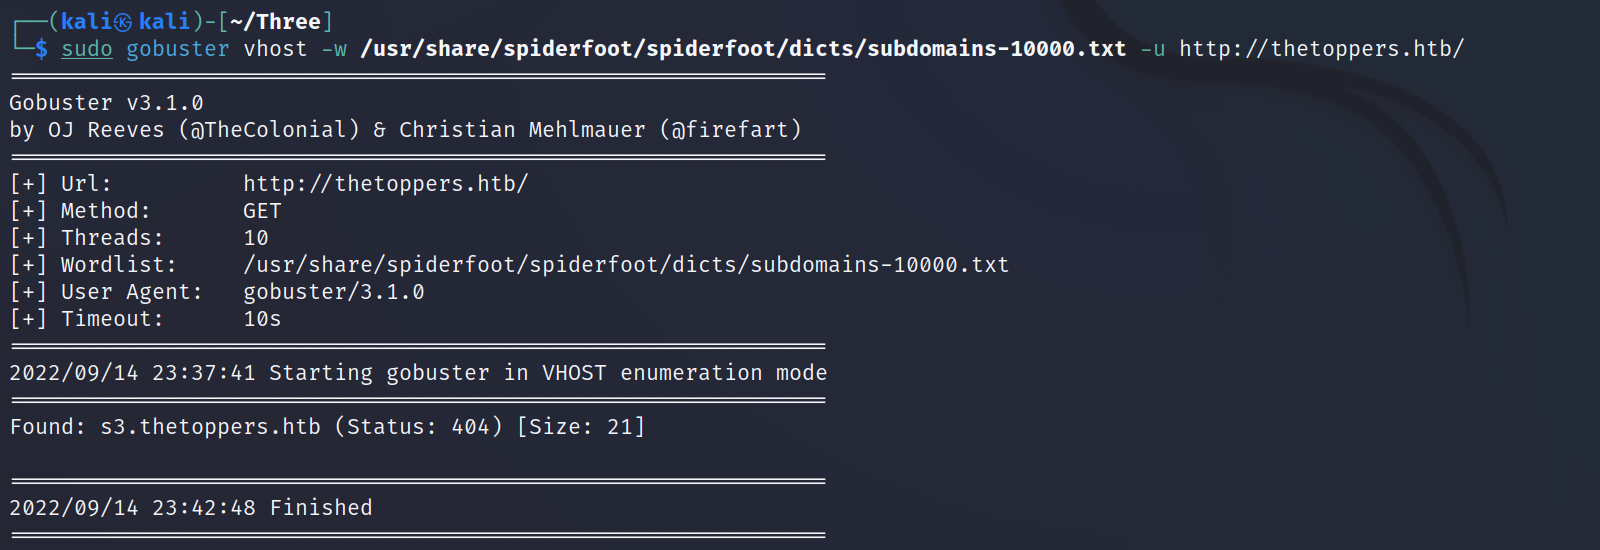 ┌──(kali㉿kali)-[~/Three]
└─$ sudo gobuster vhost -w /usr/share/spiderfoot/spiderfoot/dicts/subdomains-10000.txt -u http://thetoppers.htb/
===============================================================
Gobuster v3.1.0
by OJ Reeves (@TheColonial) & Christian Mehlmauer (@firefart)
===============================================================
[+] Url:          http://thetoppers.htb/
[+] Method:       GET
[+] Threads:      10
[+] Wordlist:     /usr/share/spiderfoot/spiderfoot/dicts/subdomains-10000.txt
[+] User Agent:   gobuster/3.1.0
[+] Timeout:      10s
===============================================================
2022/09/14 23:37:41 Starting gobuster in VHOST enumeration mode
===============================================================
Found: s3.thetoppers.htb (Status: 404) [Size: 21]
===============================================================
2022/09/14 23:42:48 Finished
===============================================================